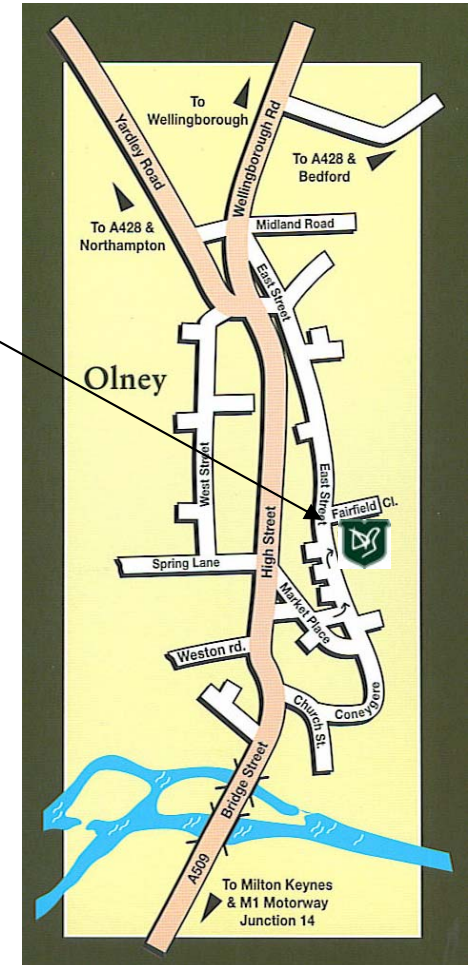 To
Wellingborough
Yardley Road
Wellingborough Rd
To A428 &
Bedford
To A428 &
Northampton
Midland Road
East Street
Olney
West Street
High Street
East Street
Fairfield Cl.
Spring Lane
Market Place
Weston rd.
Church St.
Coneygere
Bridge Street
A509
To Milton Keynes
& M1 Motorway
Junction 14